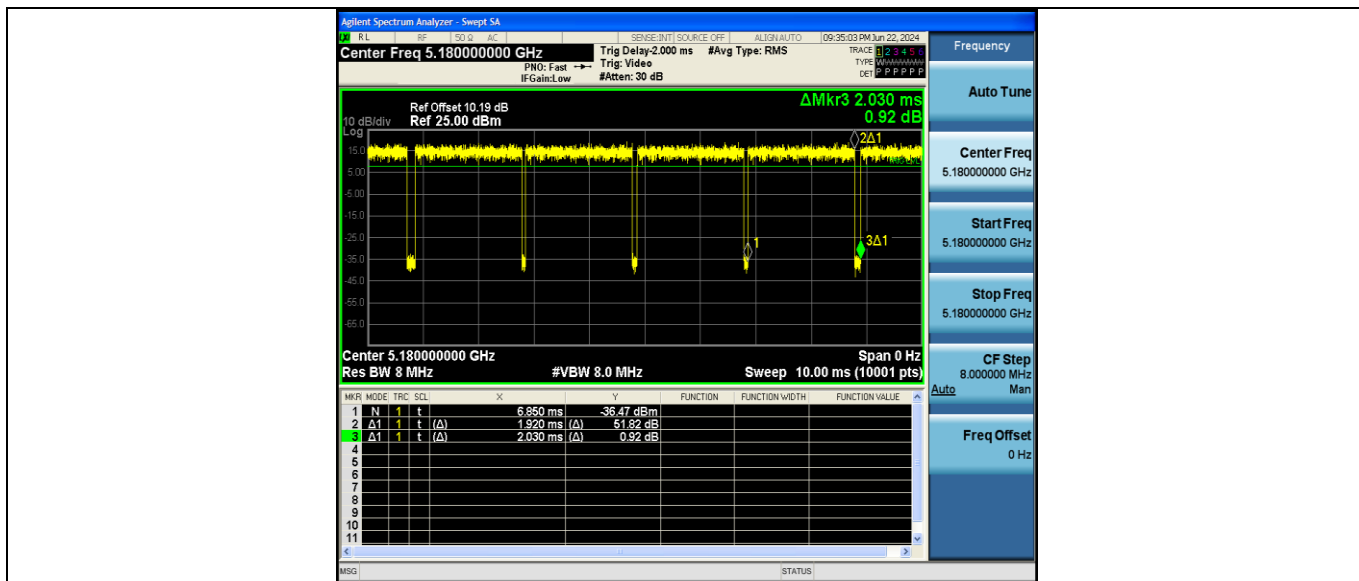 Agilent Spectrum Analyzer - Swept SA
RL RF 50 Ω AC SENSE:INT SOURCE OFF ALIGNAUTO 09:35:03 PM Jun 22, 2024
Center Freq 5.180000000 GHz
PNO: Fast
IFGain:Low
Trig Delay-2.000 ms #Avg Type: RMS
Trig: Video
#Atten: 30 dB
TRACE 1 2 3 4 5 6
TYPE
DET P P P P P P
Frequency
Auto Tune
Center Freq
5.180000000 GHz
Start Freq
5.180000000 GHz
Stop Freq
5.180000000 GHz
CF Step
8.000000 MHz
Auto Man
Freq Offset
0 Hz
ΔMkr3 2.030 ms
0.92 dB
Ref Offset 10.19 dB
10 dB/div Ref 25.00 dBm
Log
15.0
5.00
-5.00
-15.0
-25.0
-35.0
-45.0
-55.0
-65.0
2Δ1
1
3Δ1
Center 5.180000000 GHz Span 0 Hz
Res BW 8 MHz #VBW 8.0 MHz Sweep 10.00 ms (10001 pts)
MKR MODE TRC SCL X Y FUNCTION FUNCTION WIDTH FUNCTION VALUE
1 N 1 t 6.850 ms -36.47 dBm
2 Δ1 1 t (Δ) 1.920 ms (Δ) 51.82 dB
3 Δ1 1 t (Δ) 2.030 ms (Δ) 0.92 dB
4
5
6
7
8
9
10
11
MSG STATUS